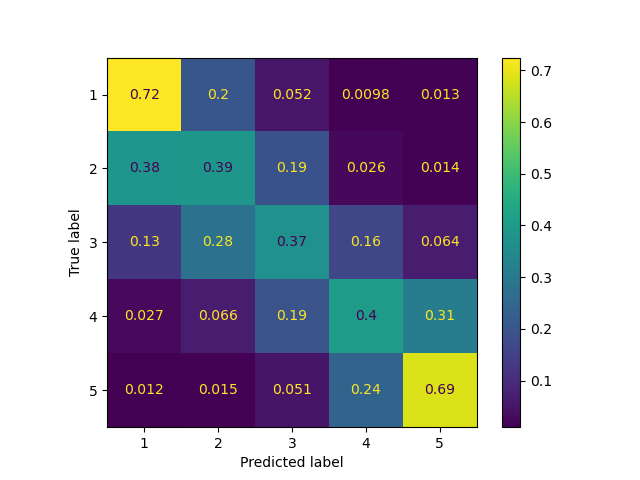 1 0.72 0.2 0.052 0.0098 0.013
2 0.38 0.39 0.19 0.026 0.014
3 0.13 0.28 0.37 0.16 0.064
4 0.027 0.066 0.19 0.4 0.31
5 0.012 0.015 0.051 0.24 0.69
1 2 3 4 5
Predicted label
True label
0.7
0.6
0.5
0.4
0.3
0.2
0.1